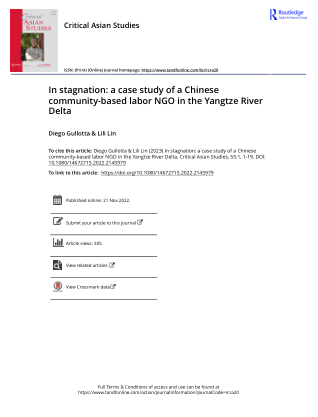 Critical
ASIAN
STUDIES
Critical Asian Studies
Routledge
Taylor & Francis Group
ISSN: (Print) (Online) Journal homepage: https://www.tandfonline.com/loi/rcra20
In stagnation: a case study of a Chinese
community-based labor NGO in the Yangtze River
Delta
Diego Gullotta & Lili Lin
To cite this article: Diego Gullotta & Lili Lin (2023) In stagnation: a case study of a Chinese
community-based labor NGO in the Yangtze River Delta, Critical Asian Studies, 55:1, 1-19, DOI:
10.1080/14672715.2022.2145979
To link to this article: https://doi.org/10.1080/14672715.2022.2145979
Published online: 21 Nov 2022.
Submit your article to this journal
Article views: 385
View related articles
View Crossmark data
Full Terms & Conditions of access and use can be found at
https://www.tandfonline.com/action/journalInformation?journalCode=rcra20